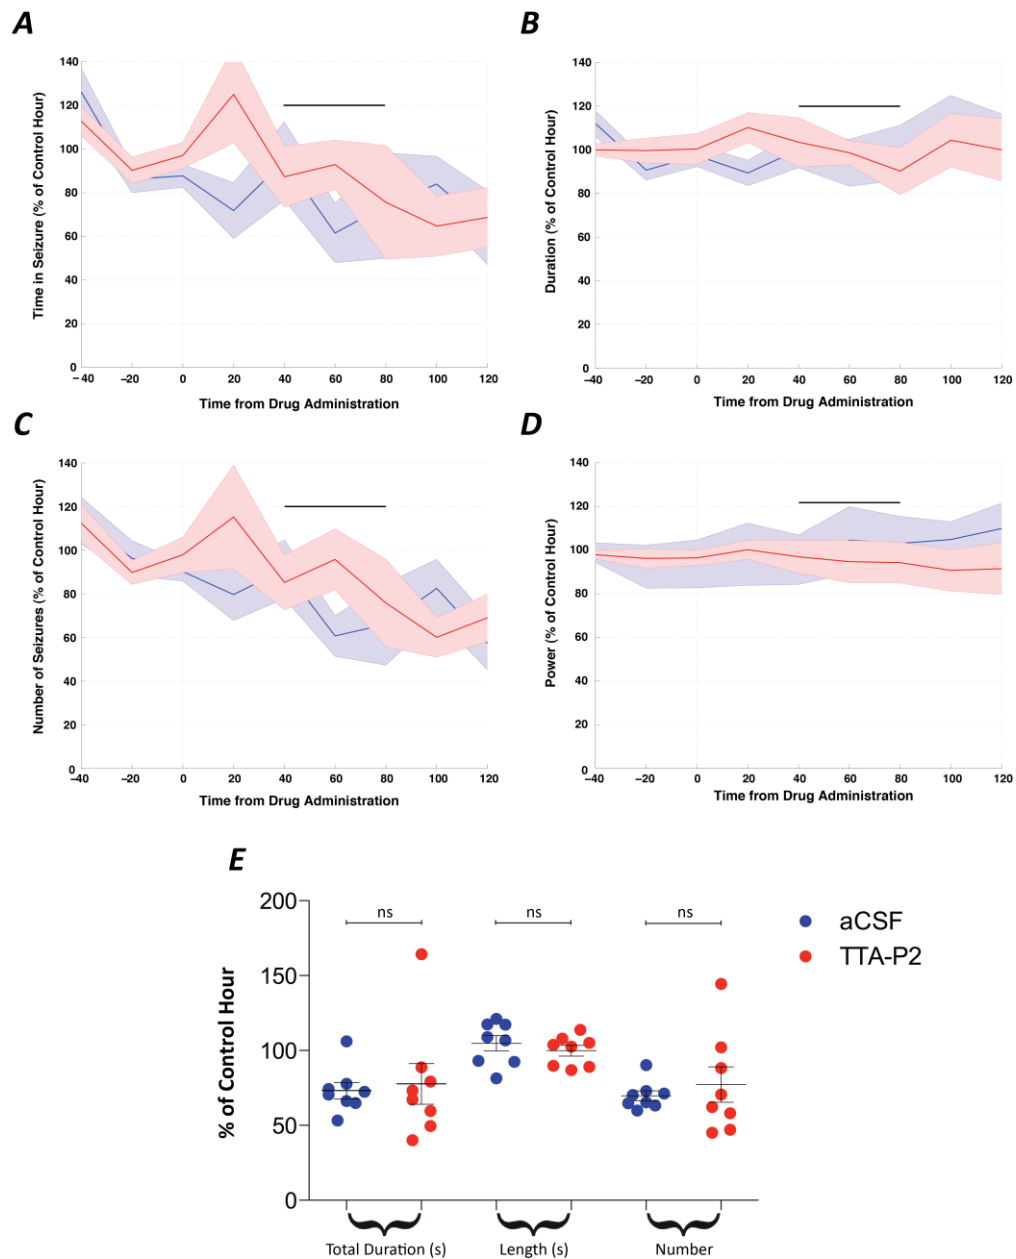 A
140
120
100
80
60
40
20
0
Time in Seizure (% of Control Hour)
−40 −20 0 20 40 60 80 100 120
Time from Drug Administration
B
140
120
100
80
60
40
20
0
Duration (% of Control Hour)
−40 −20 0 20 40 60 80 100 120
Time from Drug Administration
C
140
120
100
80
60
40
20
0
Number of Seizures (% of Control Hour)
−40 −20 0 20 40 60 80 100 120
Time from Drug Administration
D
140
120
100
80
60
40
20
0
Power (% of Control Hour)
−40 −20 0 20 40 60 80 100 120
Time from Drug Administration
E
200
150
100
50
0
% of Control Hour
ns ns ns
aCSF
TTA-P2
Total Duration (s) Length (s) Number